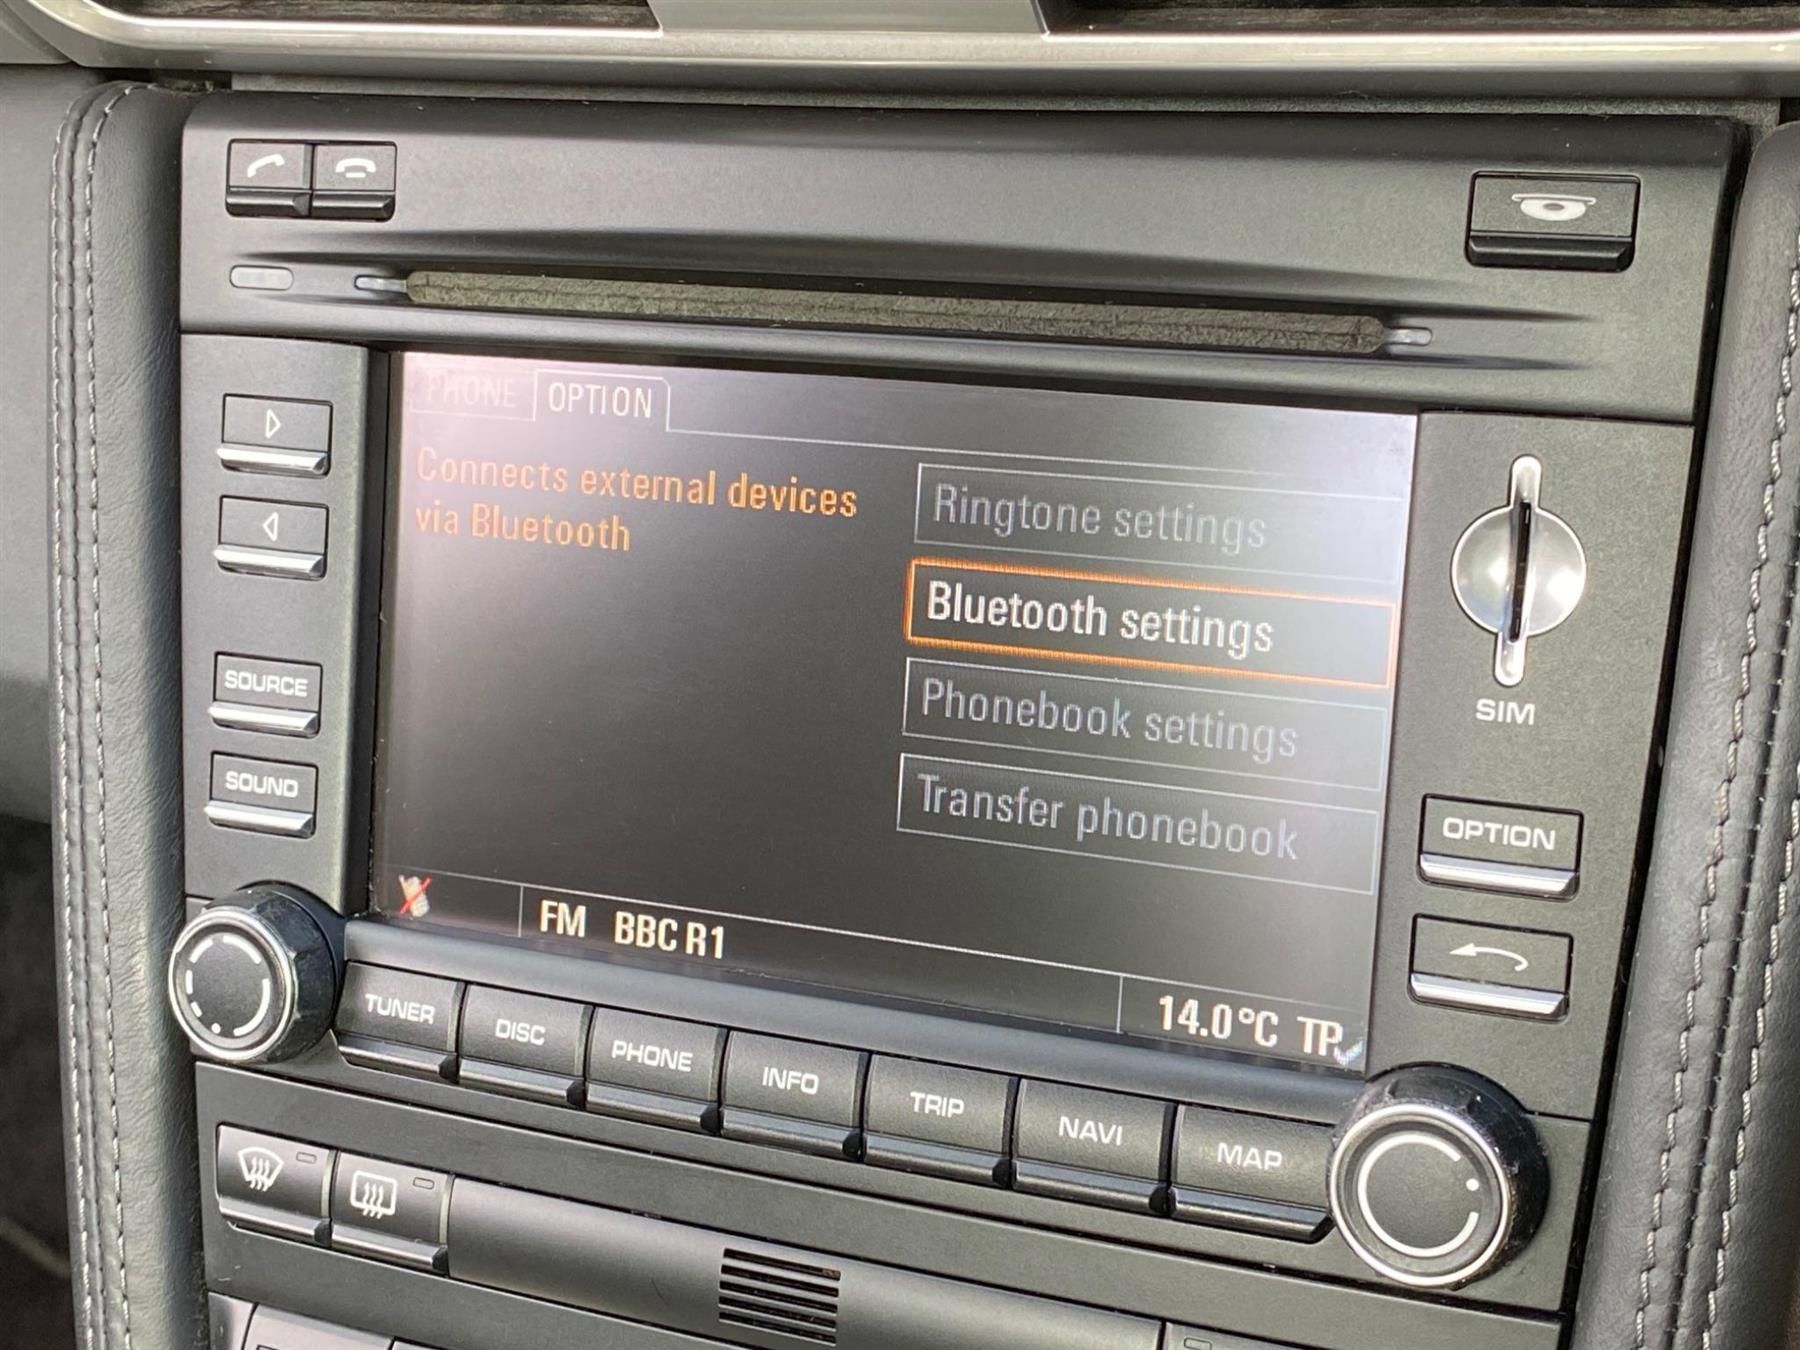 PHONE OPTION
Connects external devices
via Bluetooth
Ringtone settings
Bluetooth settings
Phonebook settings
Transfer phonebook
SIM
SOURCE
SOUND
OPTION
FM BBC R1
14.0°C TP
TUNER DISC PHONE INFO TRIP NAVI MAP